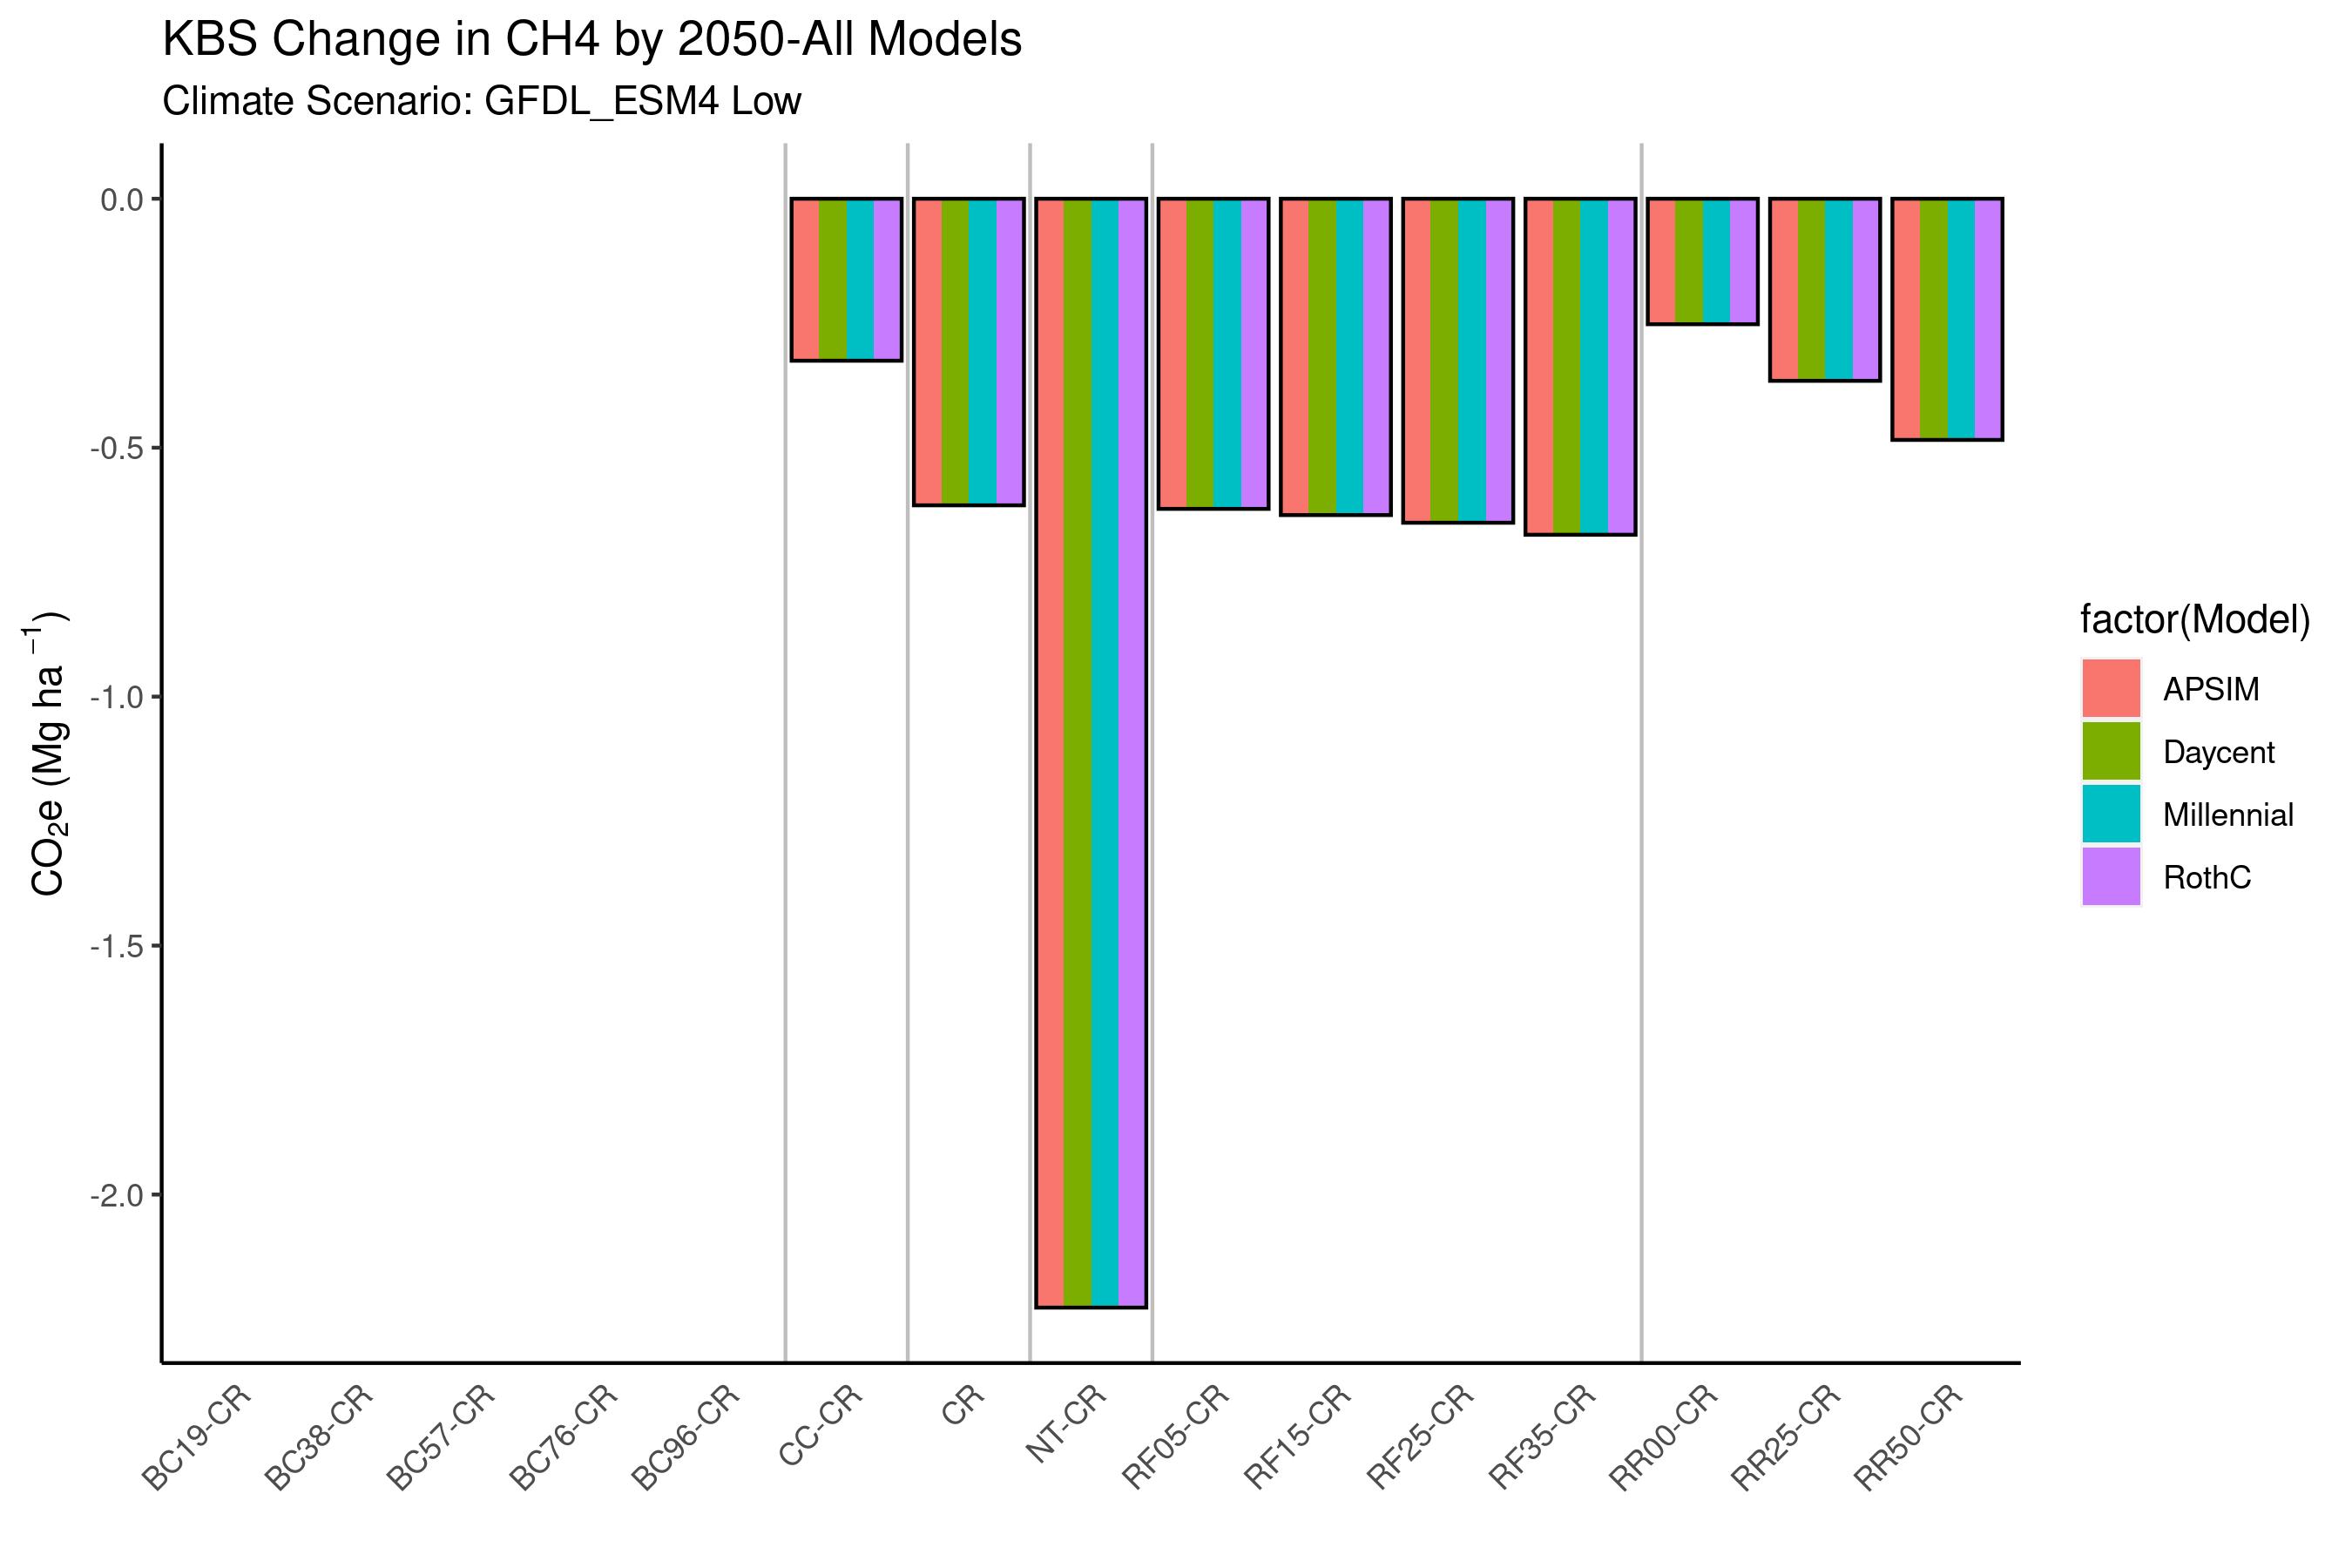 KBS Change in CH4 by 2050-All Models
Climate Scenario: GFDL_ESM4 Low
CO₂e (Mg ha ⁻¹)
0.0
-0.5
-1.0
-1.5
-2.0
BC19-CR
BC38-CR
BC57-CR
BC76-CR
BC96-CR
CC-CR
CR
NT-CR
RF05-CR
RF15-CR
RF25-CR
RF35-CR
RR00-CR
RR25-CR
RR50-CR
factor(Model)
APSIM
Daycent
Millennial
RothC